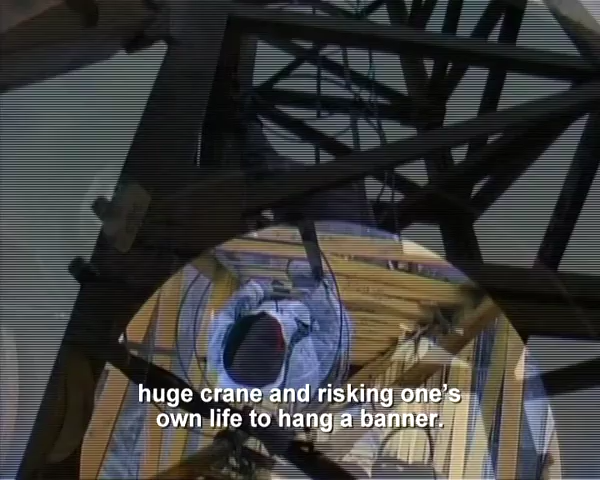 huge crane and risking one's
own life to hang a banner.